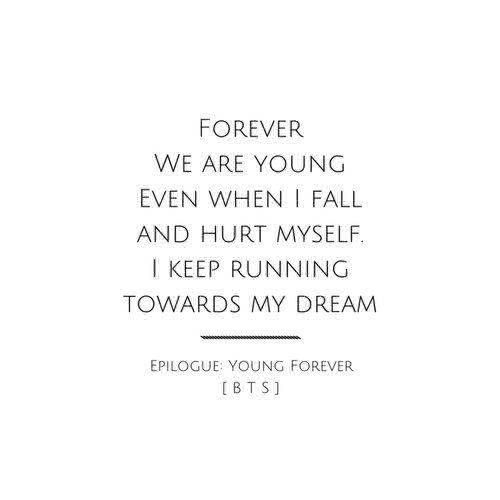 Forever
We are young
Even when I fall
and hurt myself.
I keep running
towards my dream
Epilogue: Young Forever
[ B T S ]